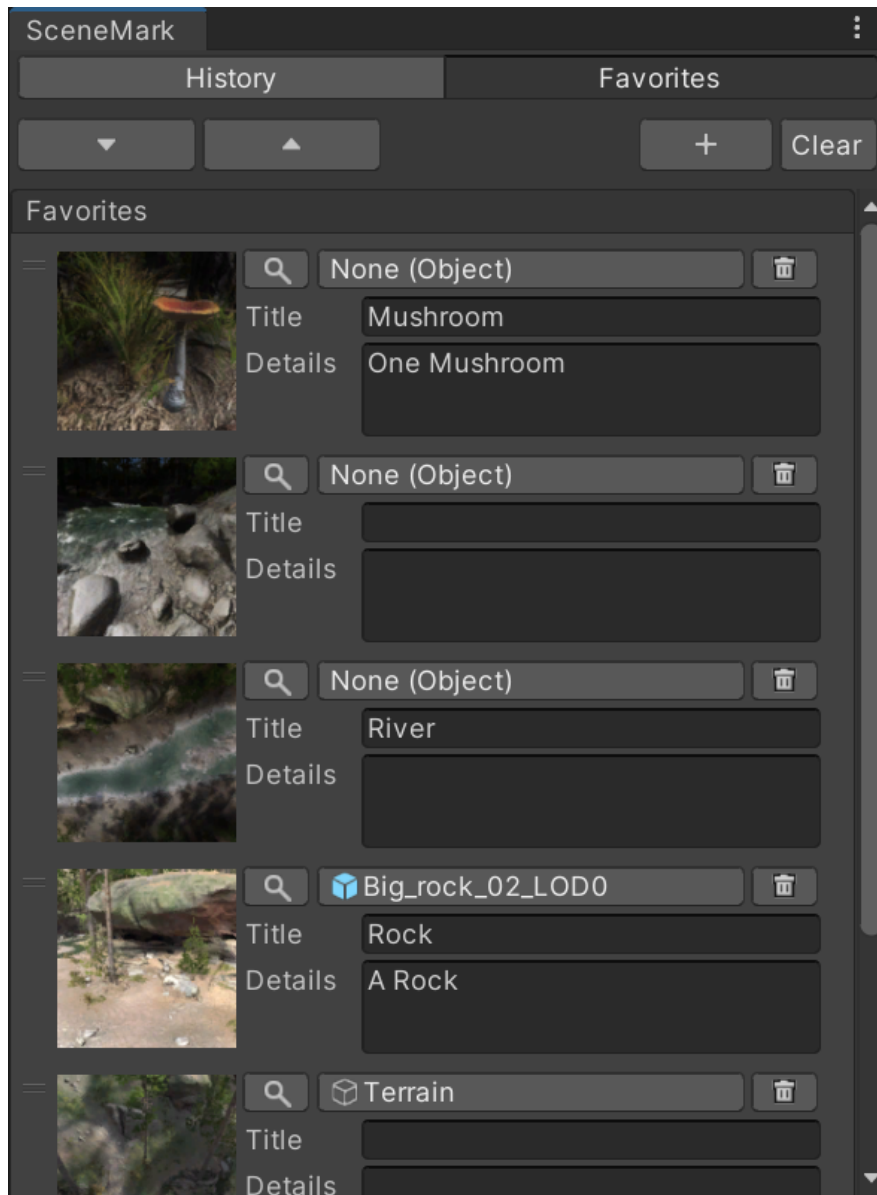 SceneMark
History Favorites
Clear
Favorites
None (Object)
Title Mushroom
Details One Mushroom
None (Object)
Title
Details
None (Object)
Title River
Details
Big_rock_02_LOD0
Title Rock
Details A Rock
Terrain
Title
Details